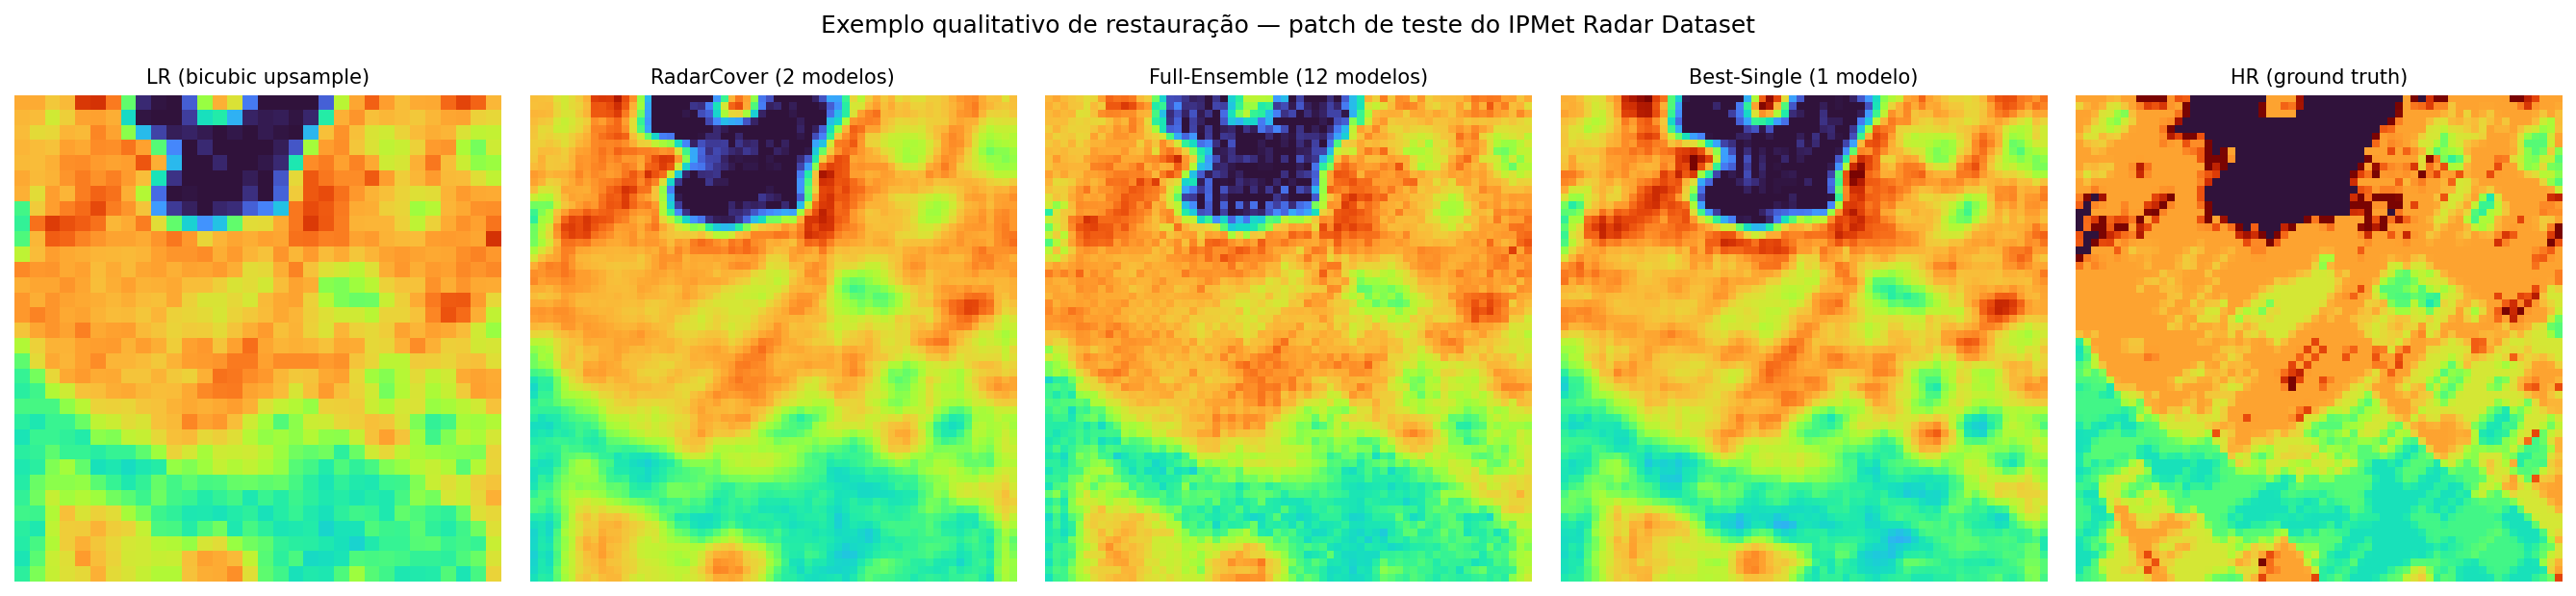 Exemplo qualitativo de restauração — patch de teste do IPMet Radar Dataset
LR (bicubic upsample)
RadarCover (2 modelos)
Full-Ensemble (12 modelos)
Best-Single (1 modelo)
HR (ground truth)